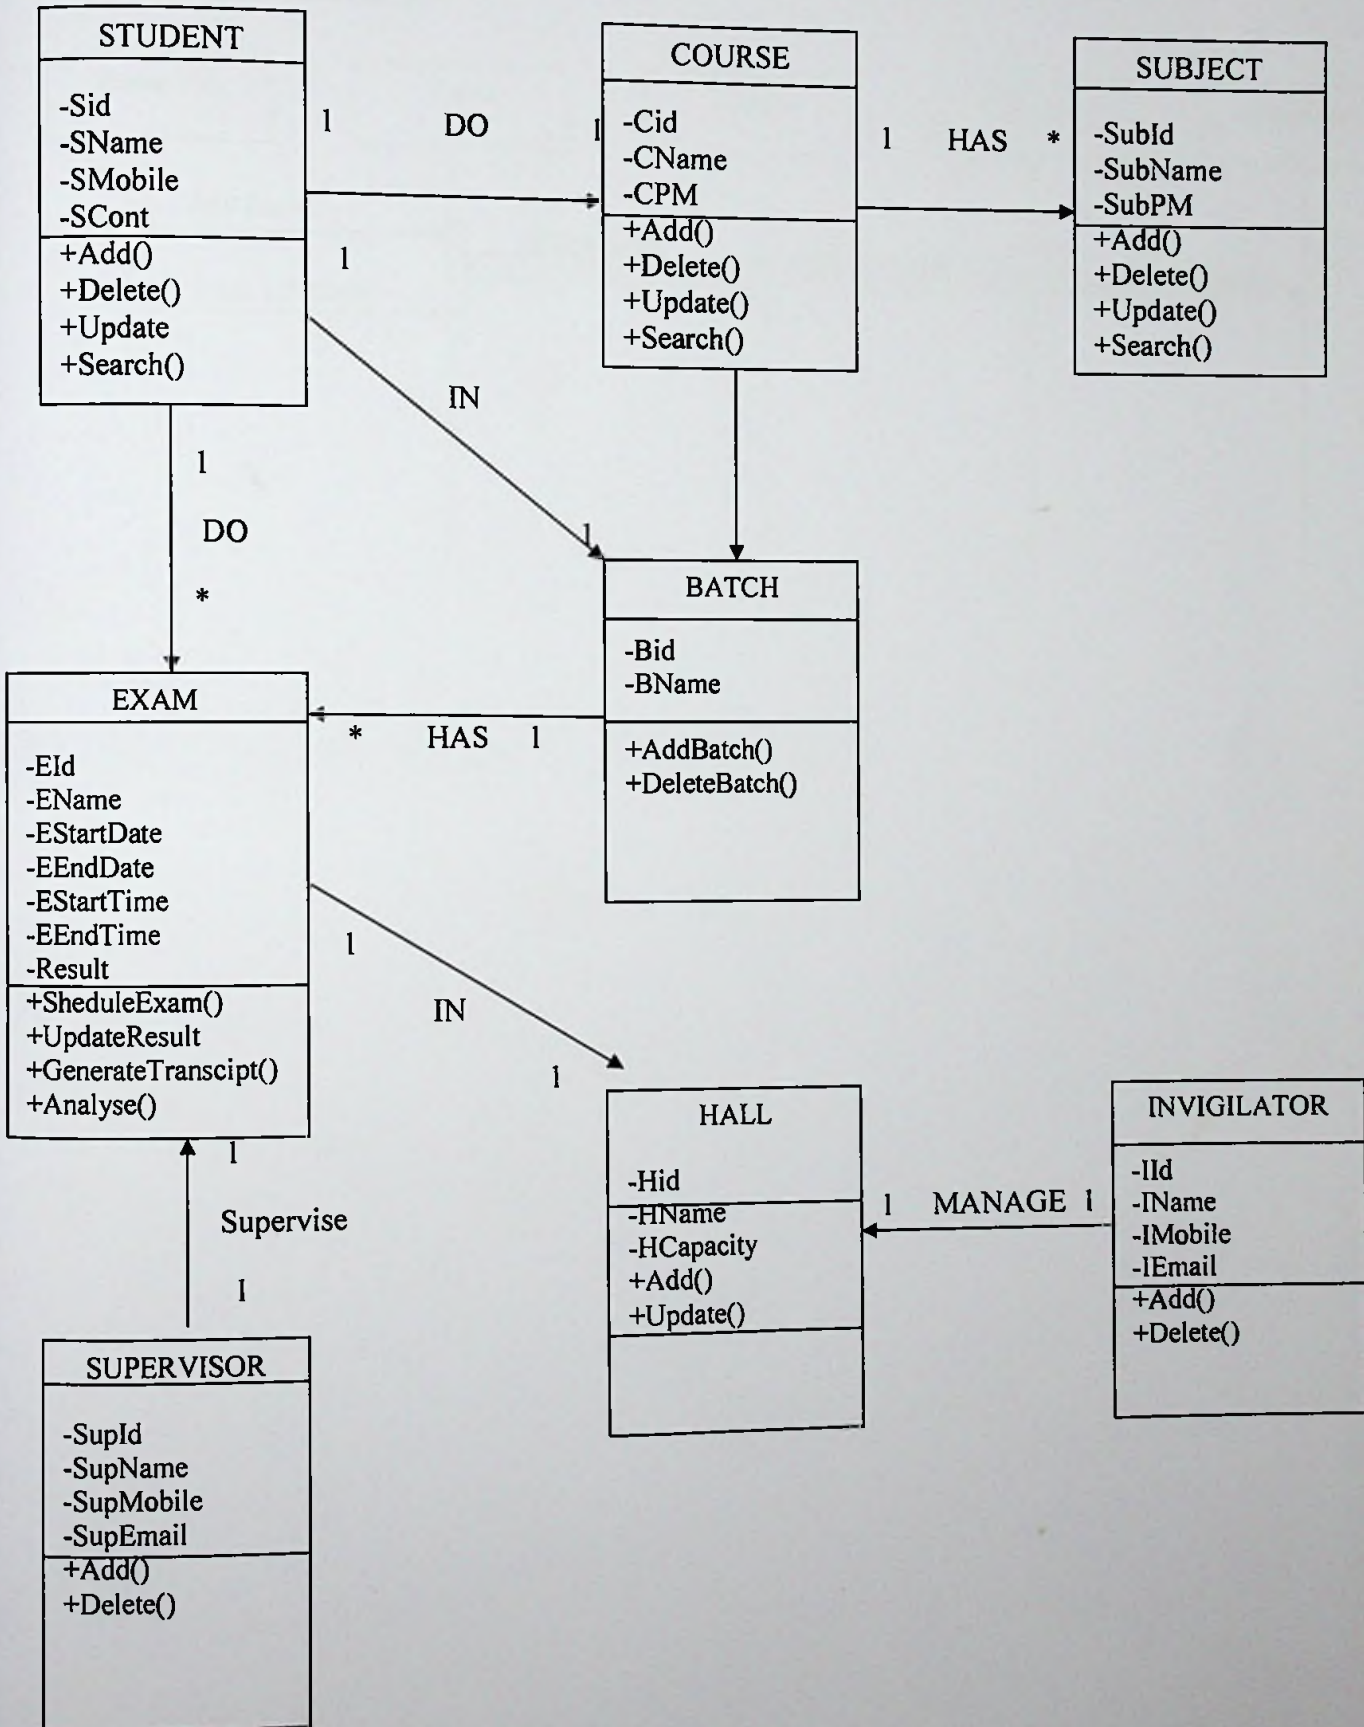 STUDENT
-Sid
-SName
-SMobile
-SCont
+Add()
+Delete()
+Update
+Search()
1 DO 1
COURSE
-Cid
-CName
-CPM
+Add()
+Delete()
+Update()
+Search()
1 HAS *
SUBJECT
-SubId
-SubName
-SubPM
+Add()
+Delete()
+Update()
+Search()
1
IN
1
1
DO
*
BATCH
-Bid
-BName
+AddBatch()
+DeleteBatch()
* HAS 1
EXAM
-EId
-EName
-EStartDate
-EEndDate
-EStartTime
-EEndTime
-Result
+SheduleExam()
+UpdateResult
+GenerateTranscipt()
+Analyse()
1
IN
1
HALL
-Hid
-HName
-HCapacity
+Add()
+Update()
1 MANAGE 1
INVIGILATOR
-IId
-IName
-IMobile
-IEmail
+Add()
+Delete()
1
Supervise
1
SUPERVISOR
-SupId
-SupName
-SupMobile
-SupEmail
+Add()
+Delete()